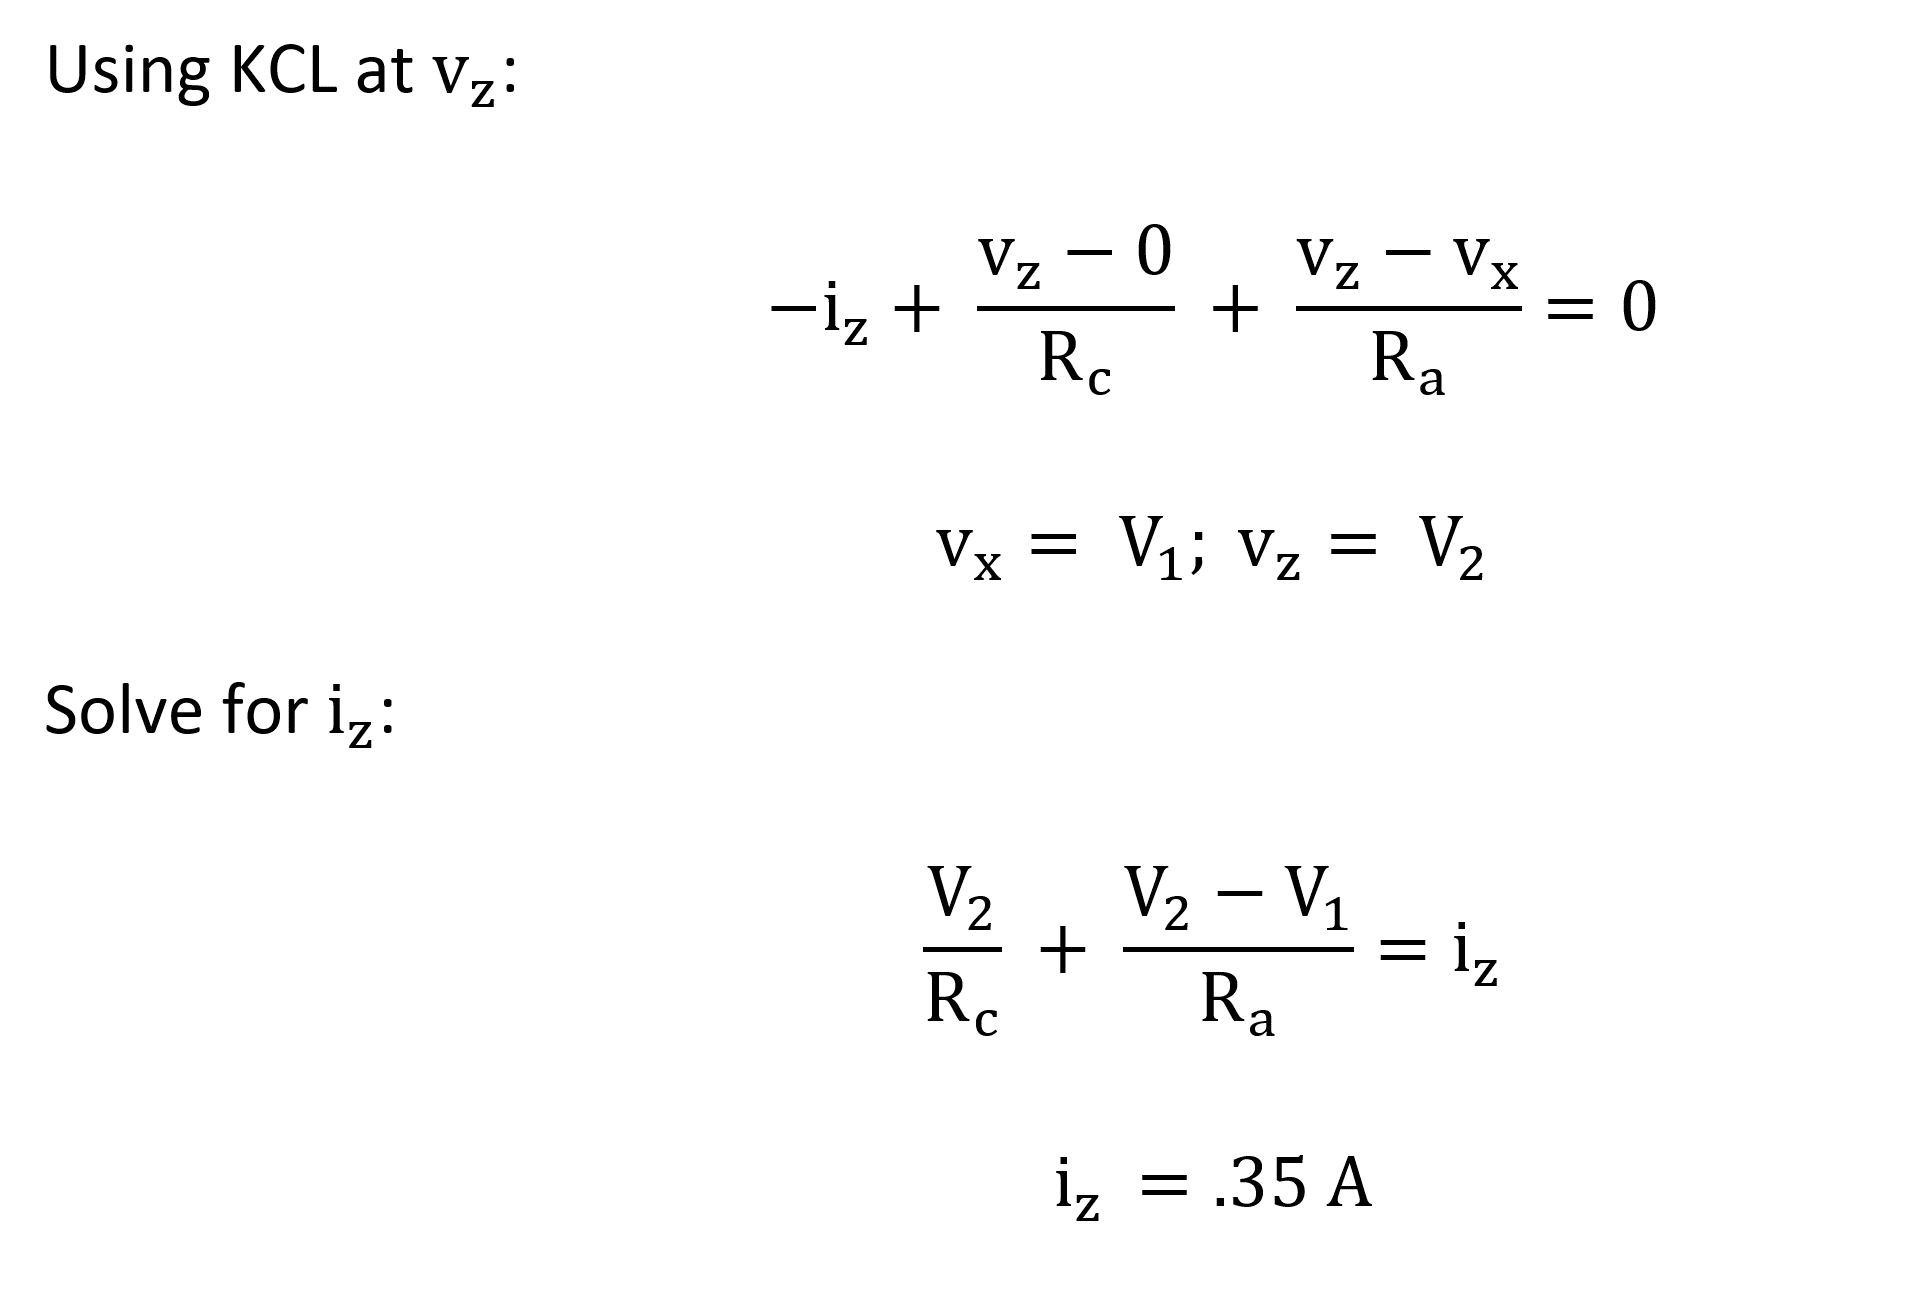 Using KCL at v_z:
−i_z + (v_z − 0)/R_c + (v_z − v_x)/R_a = 0
v_x = V_1; v_z = V_2
Solve for i_z:
V_2/R_c + (V_2 − V_1)/R_a = i_z
i_z = .35 A